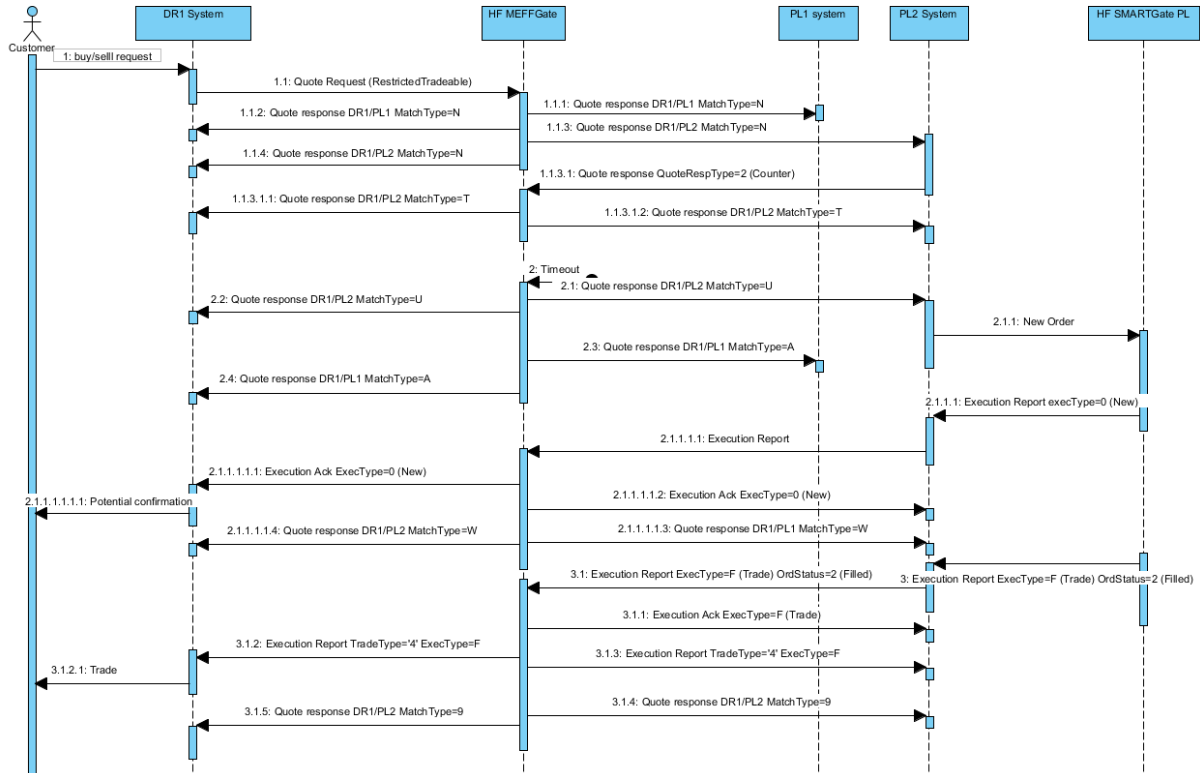 DR1 System
HF MEFFGate
PL1 system
PL2 System
HF SMARTGate PL
Customer
1: buy/selll request
1.1: Quote Request (RestrictedTradeable)
1.1.1: Quote response DR1/PL1 MatchType=N
1.1.2: Quote response DR1/PL1 MatchType=N
1.1.3: Quote response DR1/PL2 MatchType=N
1.1.4: Quote response DR1/PL2 MatchType=N
1.1.3.1: Quote response QuoteRespType=2 (Counter)
1.1.3.1.1: Quote response DR1/PL2 MatchType=T
1.1.3.1.2: Quote response DR1/PL2 MatchType=T
2: Timeout
2.1: Quote response DR1/PL2 MatchType=U
2.2: Quote response DR1/PL2 MatchType=U
2.1.1: New Order
2.3: Quote response DR1/PL1 MatchType=A
2.4: Quote response DR1/PL1 MatchType=A
2.1.1.1: Execution Report execType=0 (New)
2.1.1.1.1: Execution Report
2.1.1.1.1.1: Execution Ack ExecType=0 (New)
2.1.1.1.1.2: Execution Ack ExecType=0 (New)
2.1.1.1.1.1.1: Potential confirmation
2.1.1.1.1.4: Quote response DR1/PL2 MatchType=W
2.1.1.1.1.3: Quote response DR1/PL1 MatchType=W
3.1: Execution Report ExecType=F (Trade) OrdStatus=2 (Filled)
3: Execution Report ExecType=F (Trade) OrdStatus=2 (Filled)
3.1.1: Execution Ack ExecType=F (Trade)
3.1.2: Execution Report TradeType='4' ExecType=F
3.1.3: Execution Report TradeType='4' ExecType=F
3.1.2.1: Trade
3.1.4: Quote response DR1/PL2 MatchType=9
3.1.5: Quote response DR1/PL2 MatchType=9